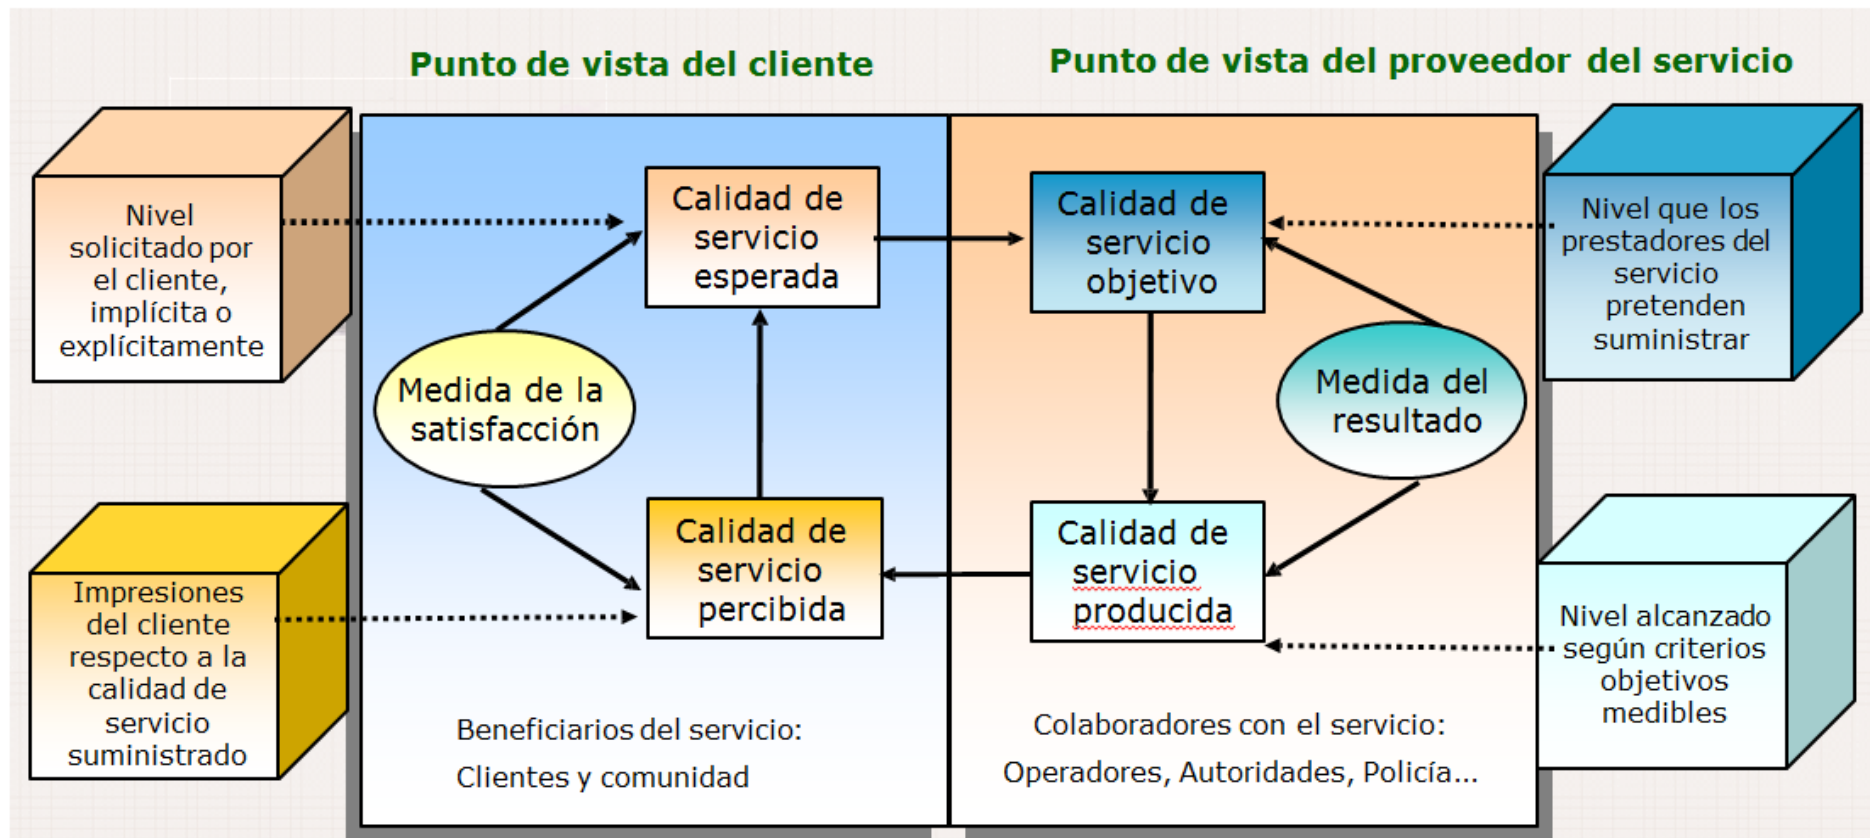 Punto de vista del cliente
Punto de vista del proveedor del servicio
Nivel
solicitado por
el cliente,
implícita o
explícitamente
Calidad de
servicio
esperada
Calidad de
servicio
objetivo
Nivel que los
prestadores del
servicio
pretenden
suministrar
Medida de la
satisfacción
Medida del
resultado
Impresiones
del cliente
respecto a la
calidad de
servicio
suministrado
Calidad de
servicio
percibida
Calidad de
servicio
producida
Nivel alcanzado
según criterios
objetivos
medibles
Beneficiarios del servicio:
Clientes y comunidad
Colaboradores con el servicio:
Operadores, Autoridades, Policía...